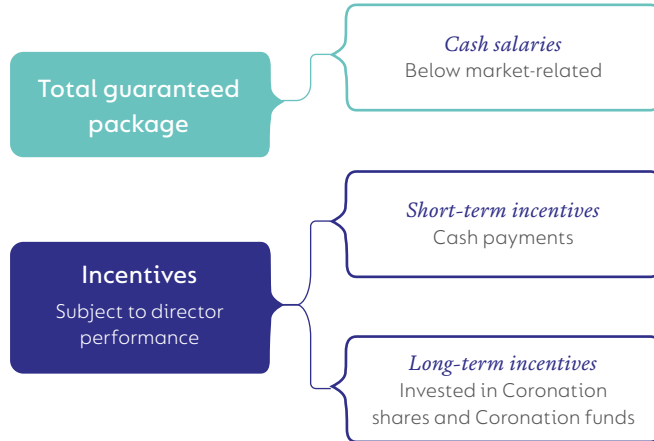 Total guaranteed
package
Cash salaries
Below market-related
Incentives
Subject to director
performance
Short-term incentives
Cash payments
Long-term incentives
Invested in Coronation
shares and Coronation funds